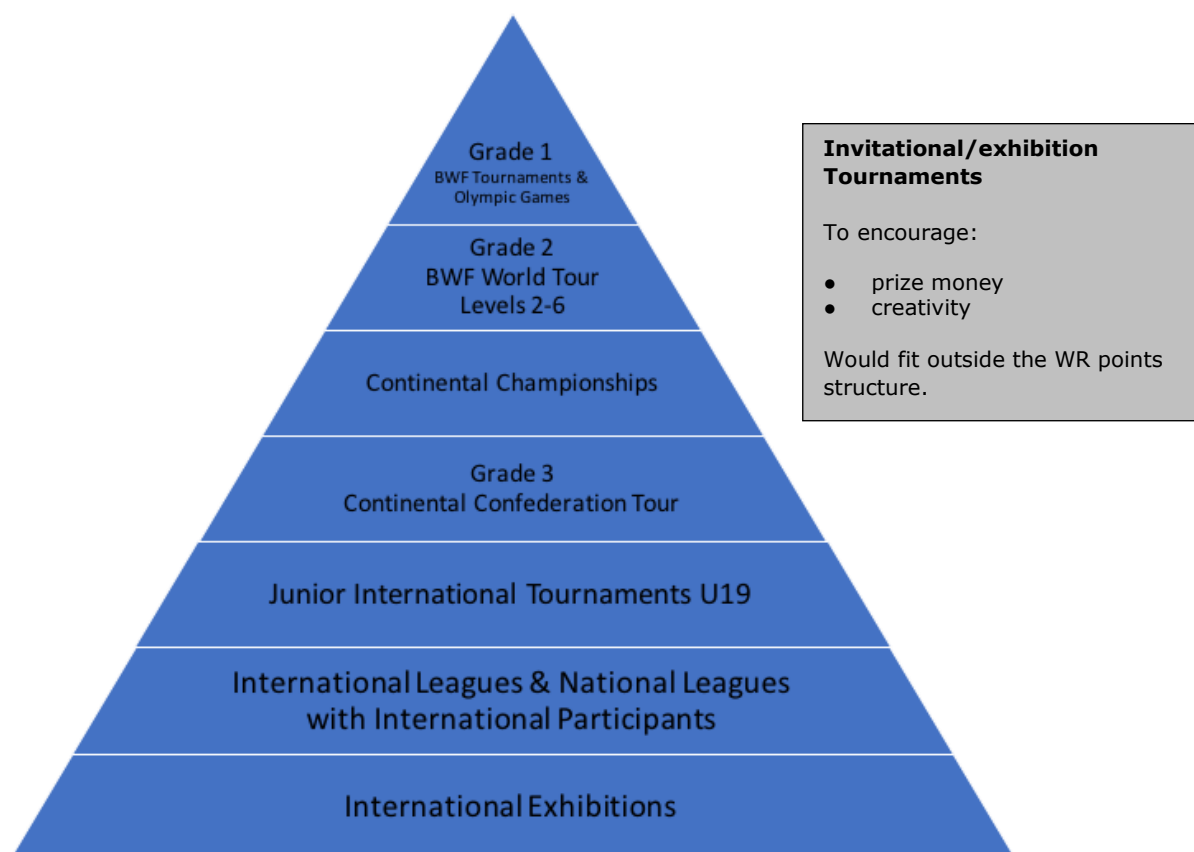 Grade 1
BWF Tournaments &
Olympic Games
Grade 2
BWF World Tour
Levels 2-6
Continental Championships
Grade 3
Continental Confederation Tour
Junior International Tournaments U19
International Leagues & National Leagues
with International Participants
International Exhibitions
Invitational/exhibition
Tournaments
To encourage:
● prize money
● creativity
Would fit outside the WR points
structure.